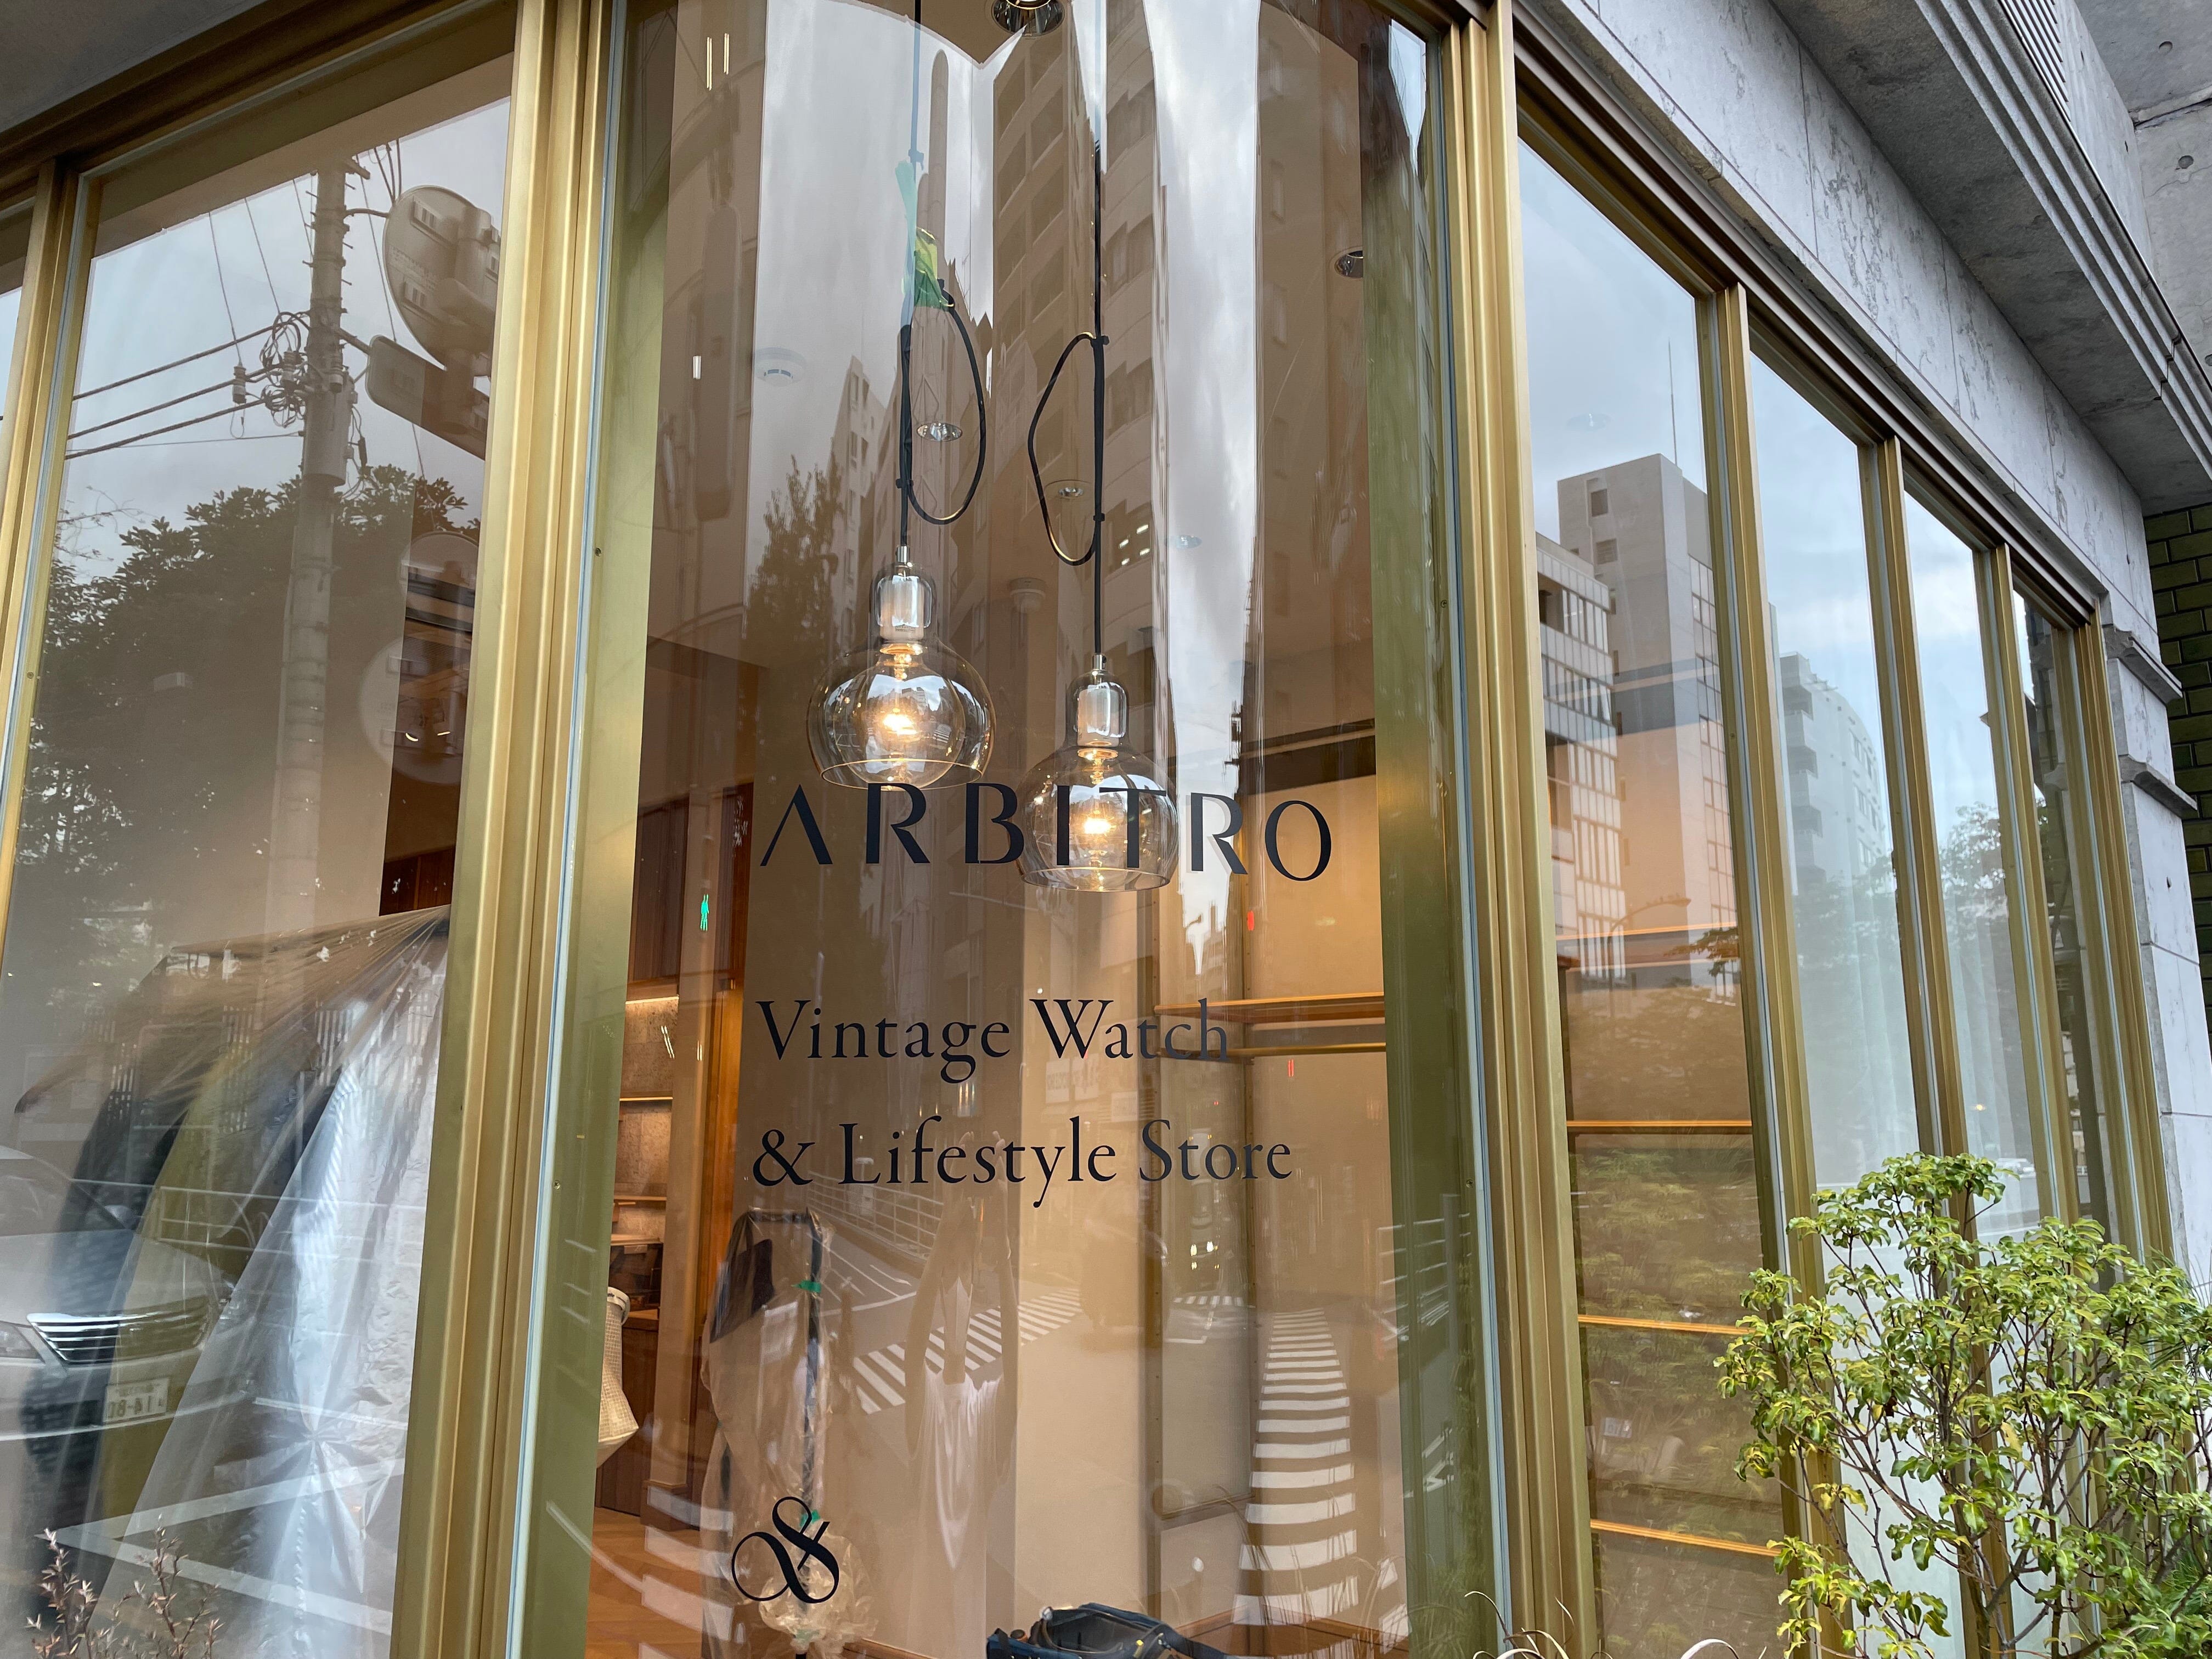 ARBITRO
Vintage Watch
& Lifestyle Store
&